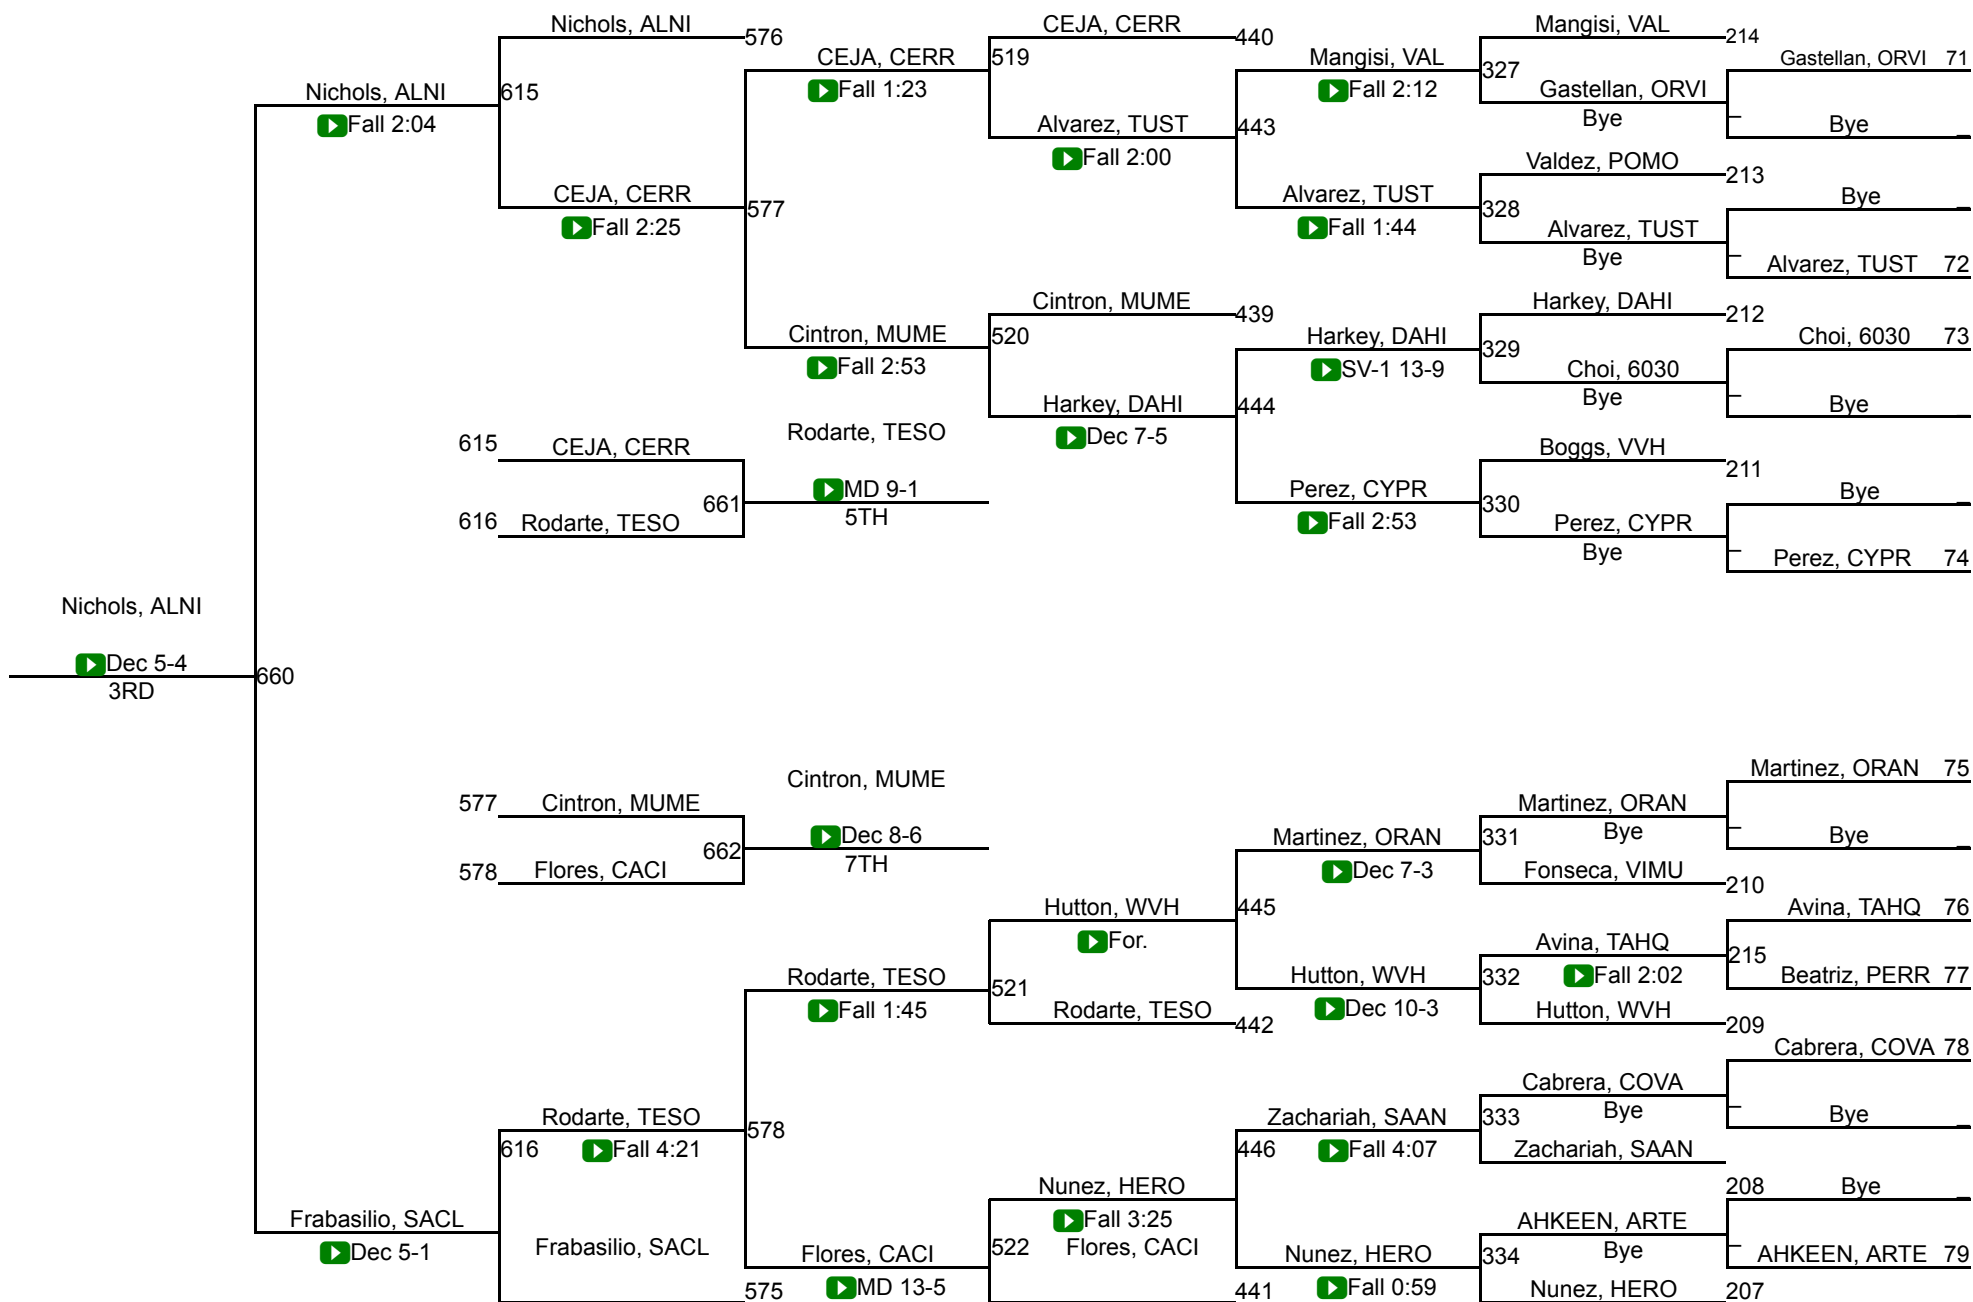 Nichols, ALNI
576
CEJA, CERR
440
Mangisi, VAL
214
CEJA, CERR
519
Mangisi, VAL
327
Gastellan, ORVI 71
Nichols, ALNI
615
Fall 1:23
Fall 2:12
Gastellan, ORVI
Fall 2:04
Alvarez, TUST
443
Bye
Bye
Fall 2:00
Valdez, POMO
213
CEJA, CERR
577
Alvarez, TUST
328
Bye
Fall 2:25
Fall 1:44
Alvarez, TUST
Bye
Alvarez, TUST 72
Cintron, MUME
439
Harkey, DAHI
212
Cintron, MUME
520
Harkey, DAHI
329
Choi, 6030 73
Fall 2:53
SV-1 13-9
Choi, 6030
Harkey, DAHI
444
Bye
Bye
Rodarte, TESO
Dec 7-5
615
CEJA, CERR
Boggs, VVH
211
MD 9-1
Perez, CYPR
330
Bye
661
5TH
616
Rodarte, TESO
Fall 2:53
Perez, CYPR
Bye
Perez, CYPR 74
Nichols, ALNI
Dec 5-4
660
3RD
Martinez, ORAN 75
Cintron, MUME
577
Cintron, MUME
Martinez, ORAN
Dec 8-6
Martinez, ORAN
331
Bye
Bye
662
7TH
578
Flores, CACI
Dec 7-3
Fonseca, VIMU
210
Hutton, WVH
445
Avina, TAHQ 76
For.
Avina, TAHQ
215
Rodarte, TESO
521
Hutton, WVH
332
Fall 2:02
Beatriz, PERR 77
Fall 1:45
Rodarte, TESO
442
Dec 10-3
Hutton, WVH
209
Cabrera, COVA 78
Cabrera, COVA
Rodarte, TESO
578
Zachariah, SAAN
333
Bye
Bye
616
Fall 4:21
446
Fall 4:07
Zachariah, SAAN
Nunez, HERO
208
Bye
Frabasilio, SACL
Fall 3:25
AHKEEN, ARTE
Dec 5-1
Frabasilio, SACL
Flores, CACI
522
Flores, CACI
Nunez, HERO
334
Bye
AHKEEN, ARTE 79
575
MD 13-5
441
Fall 0:59
Nunez, HERO
207